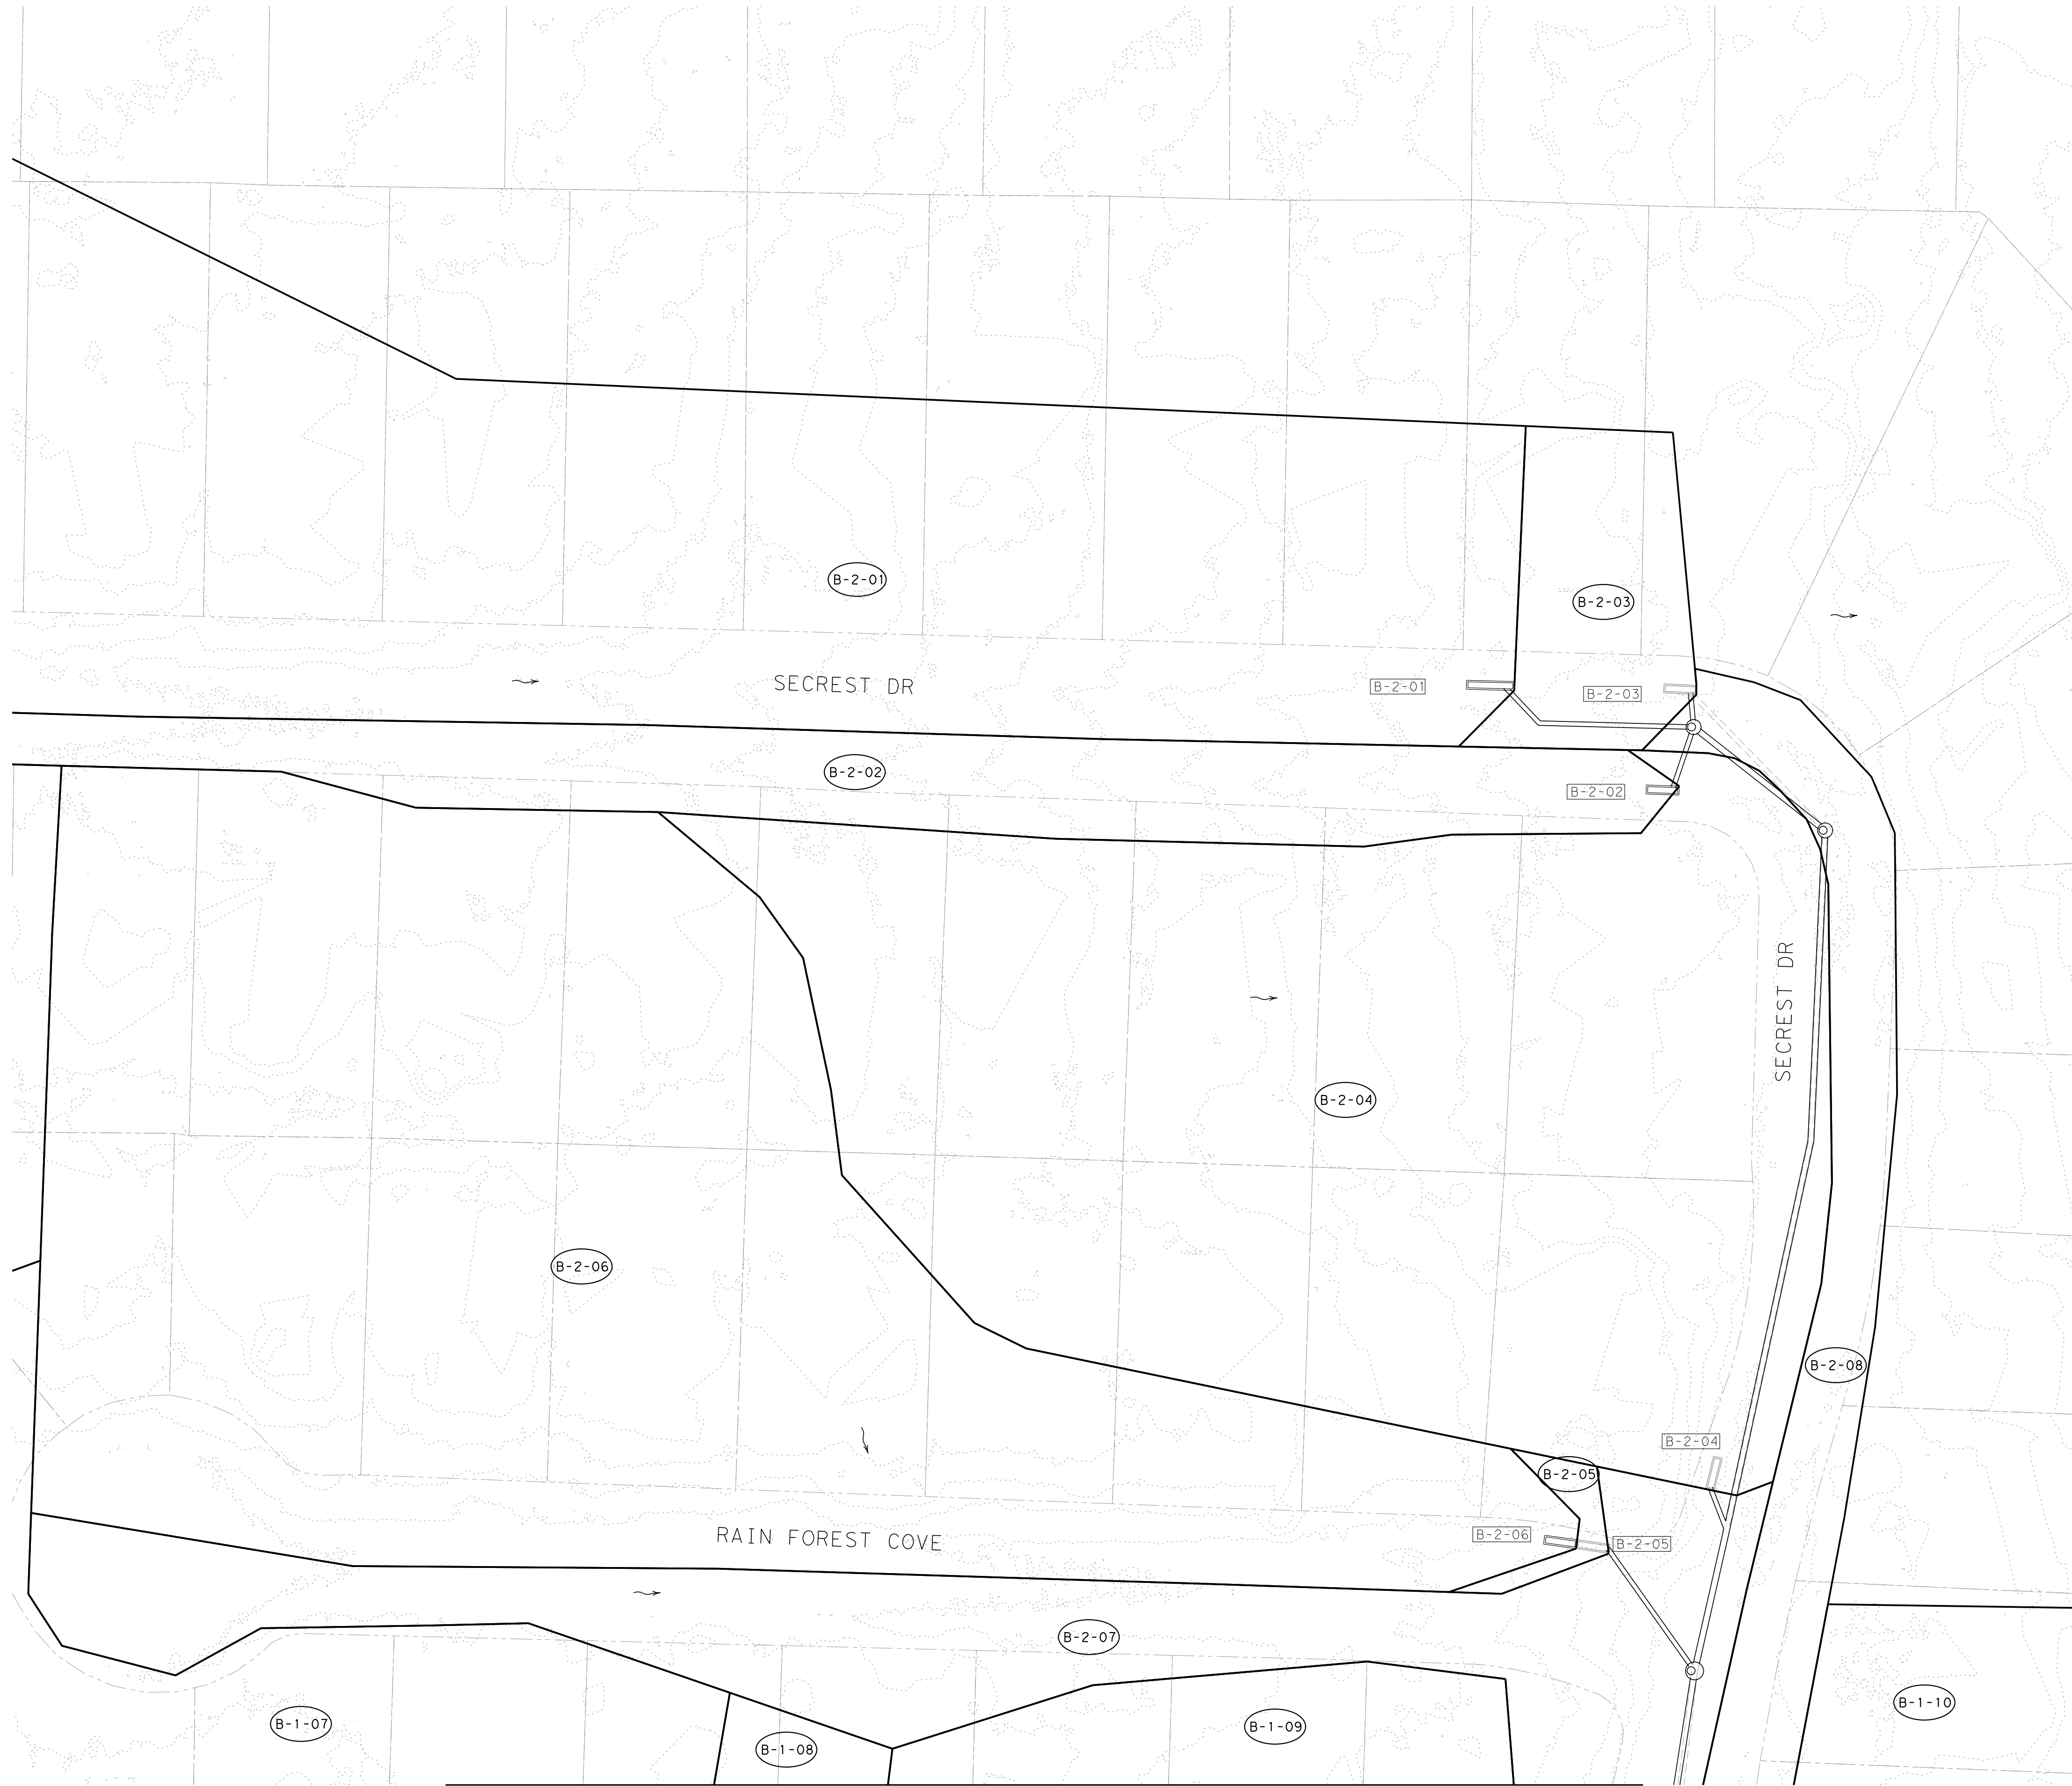 B-2-01
B-2-03
SECREST DR
B-2-01
B-2-03
B-2-02
B-2-02
SECREST DR
B-2-04
B-2-06
B-2-08
B-2-04
B-2-05
RAIN FOREST COVE
B-2-06
B-2-05
B-2-07
B-1-07
B-1-08
B-1-09
B-1-10